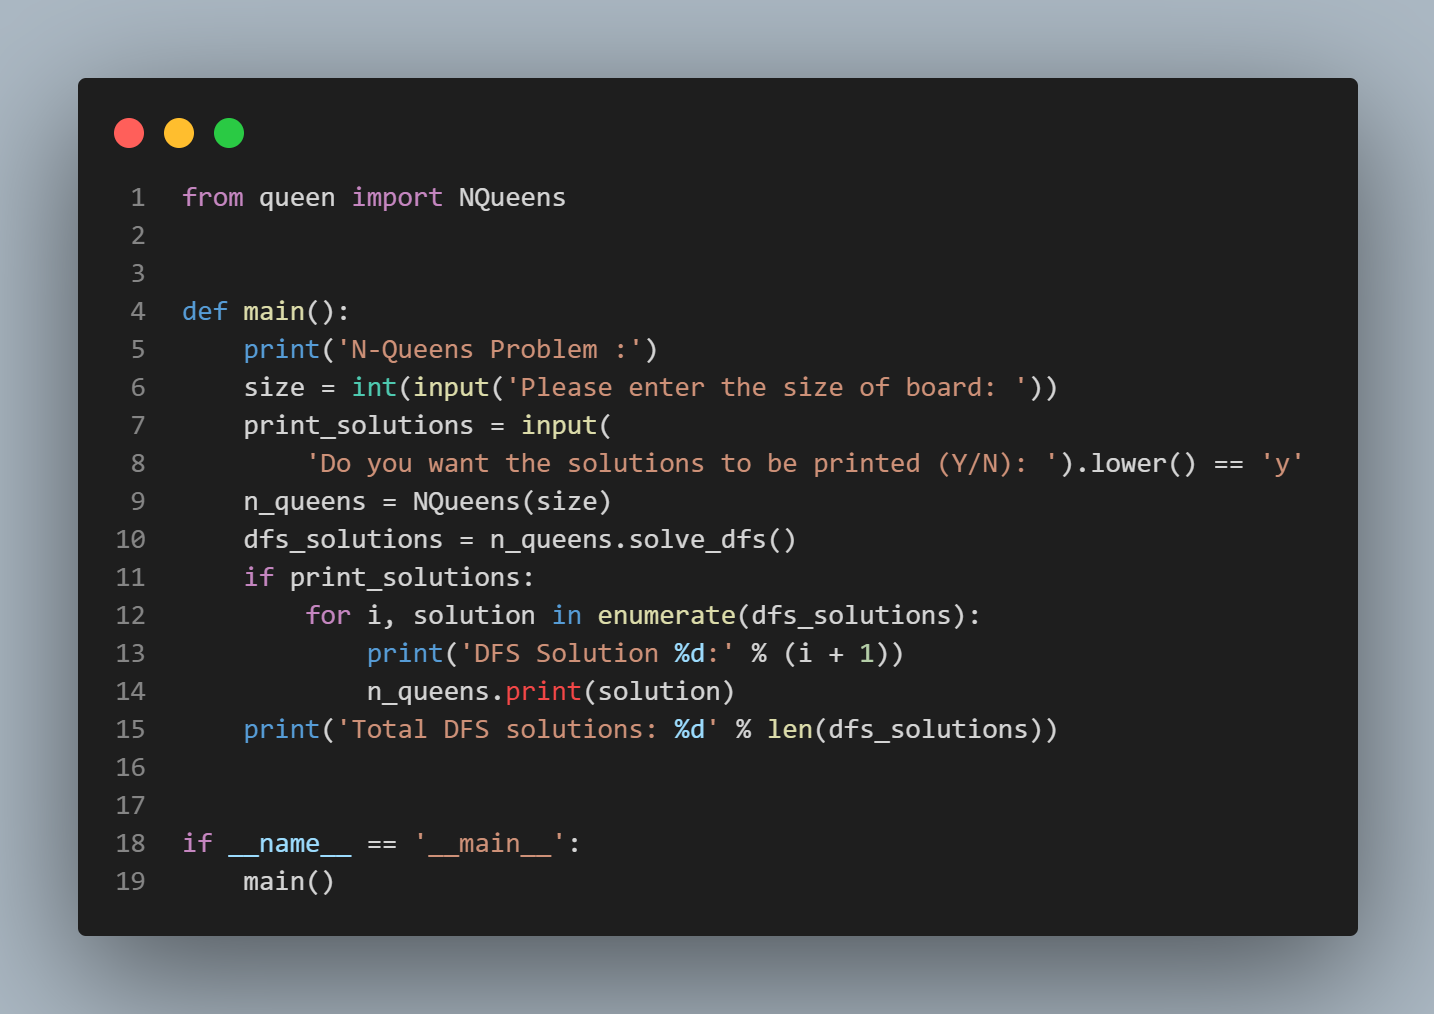 1 from queen import NQueens
2
3
4 def main():
5     print('N-Queens Problem :')
6     size = int(input('Please enter the size of board: '))
7     print_solutions = input(
8         'Do you want the solutions to be printed (Y/N): ').lower() == 'y'
9     n_queens = NQueens(size)
10     dfs_solutions = n_queens.solve_dfs()
11     if print_solutions:
12         for i, solution in enumerate(dfs_solutions):
13             print('DFS Solution %d:' % (i + 1))
14             n_queens.print(solution)
15     print('Total DFS solutions: %d' % len(dfs_solutions))
16
17
18 if __name__ == '__main__':
19     main()